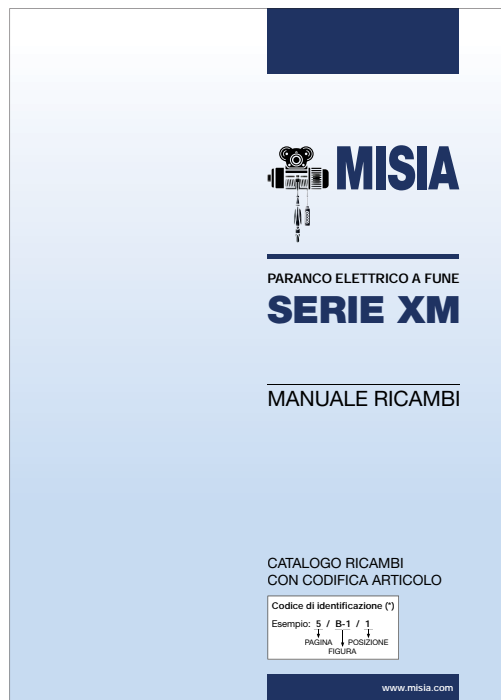 MISIA
PARANCO ELETTRICO A FUNE
SERIE XM
MANUALE RICAMBI
CATALOGO RICAMBI
CON CODIFICA ARTICOLO
Codice di identificazione (*)
Esempio: 5 / B-1 / 1
PAGINA POSIZIONE
FIGURA
www.misia.com